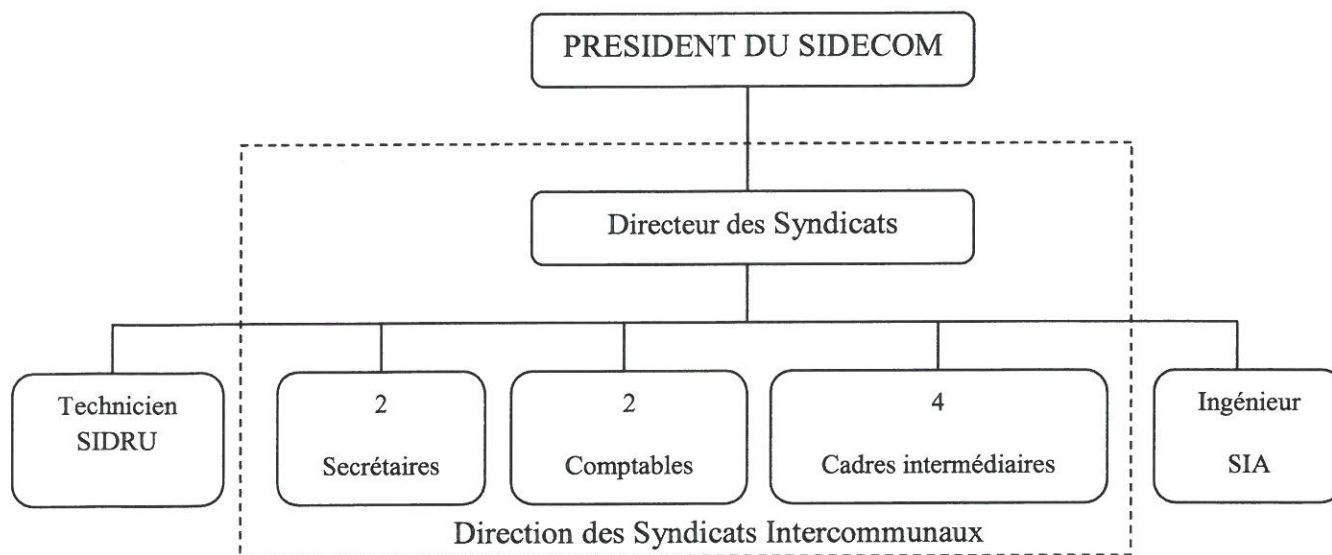 PRESIDENT DU SIDECOM
Directeur des Syndicats
Technicien
SIDRU
2
Secrétaires
2
Comptables
4
Cadres intermédiaires
Ingénieur
SIA
Direction des Syndicats Intercommunaux